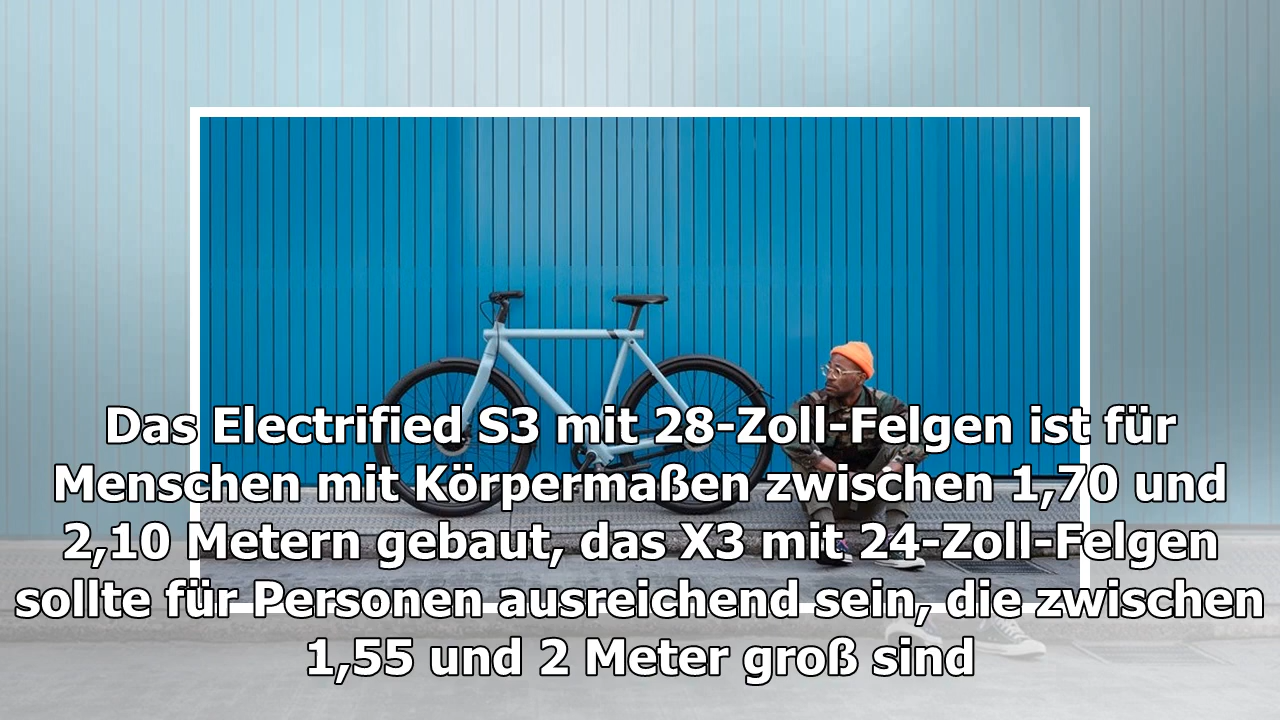 Das Electrified S3 mit 28-Zoll-Felgen ist für
Menschen mit Körpermaßen zwischen 1,70 und
2,10 Metern gebaut, das X3 mit 24-Zoll-Felgen
sollte für Personen ausreichend sein, die zwischen
1,55 und 2 Meter groß sind